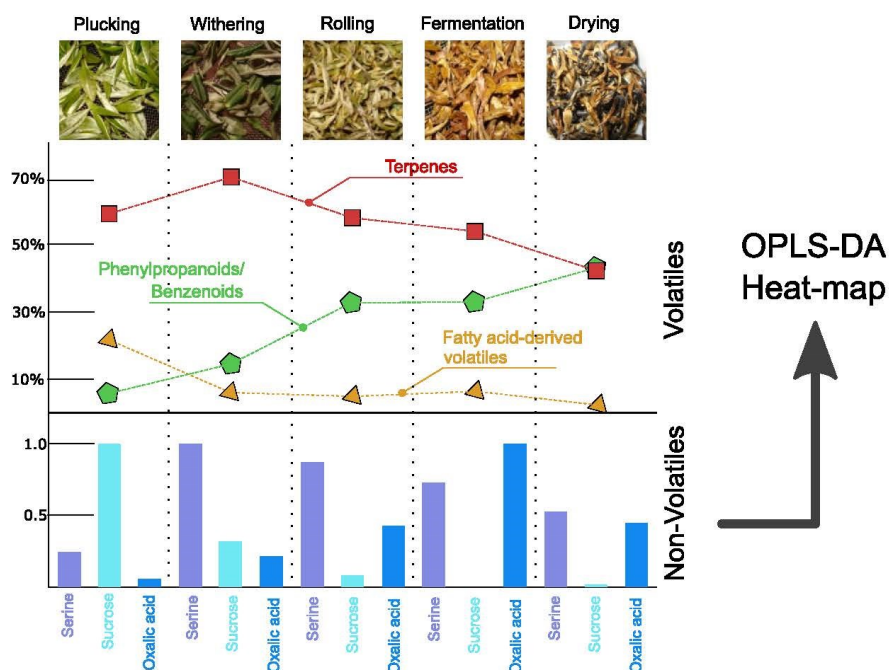 Plucking
Withering
Rolling
Fermentation
Drying
70%
50%
30%
10%
Terpenes
Phenylpropanoids/
Benzenoids
Fatty acid-derived
volatiles
Volatiles
OPLS-DA
Heat-map
1.0
0.5
Non-Volatiles
Serine
Sucrose
Oxalic acid
Serine
Sucrose
Oxalic acid
Serine
Sucrose
Oxalic acid
Serine
Sucrose
Oxalic acid
Serine
Sucrose
Oxalic acid